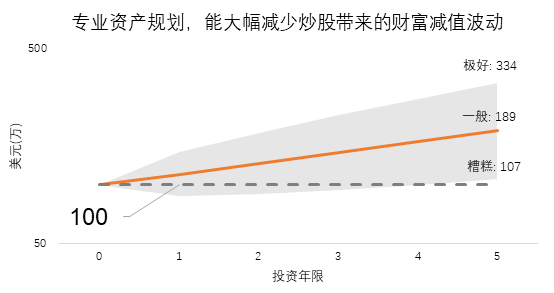 专业资产规划，能大幅减少炒股带来的财富减值波动
500
极好: 334
一般: 189
糟糕: 107
美元(万)
100
50
0 1 2 3 4 5
投资年限